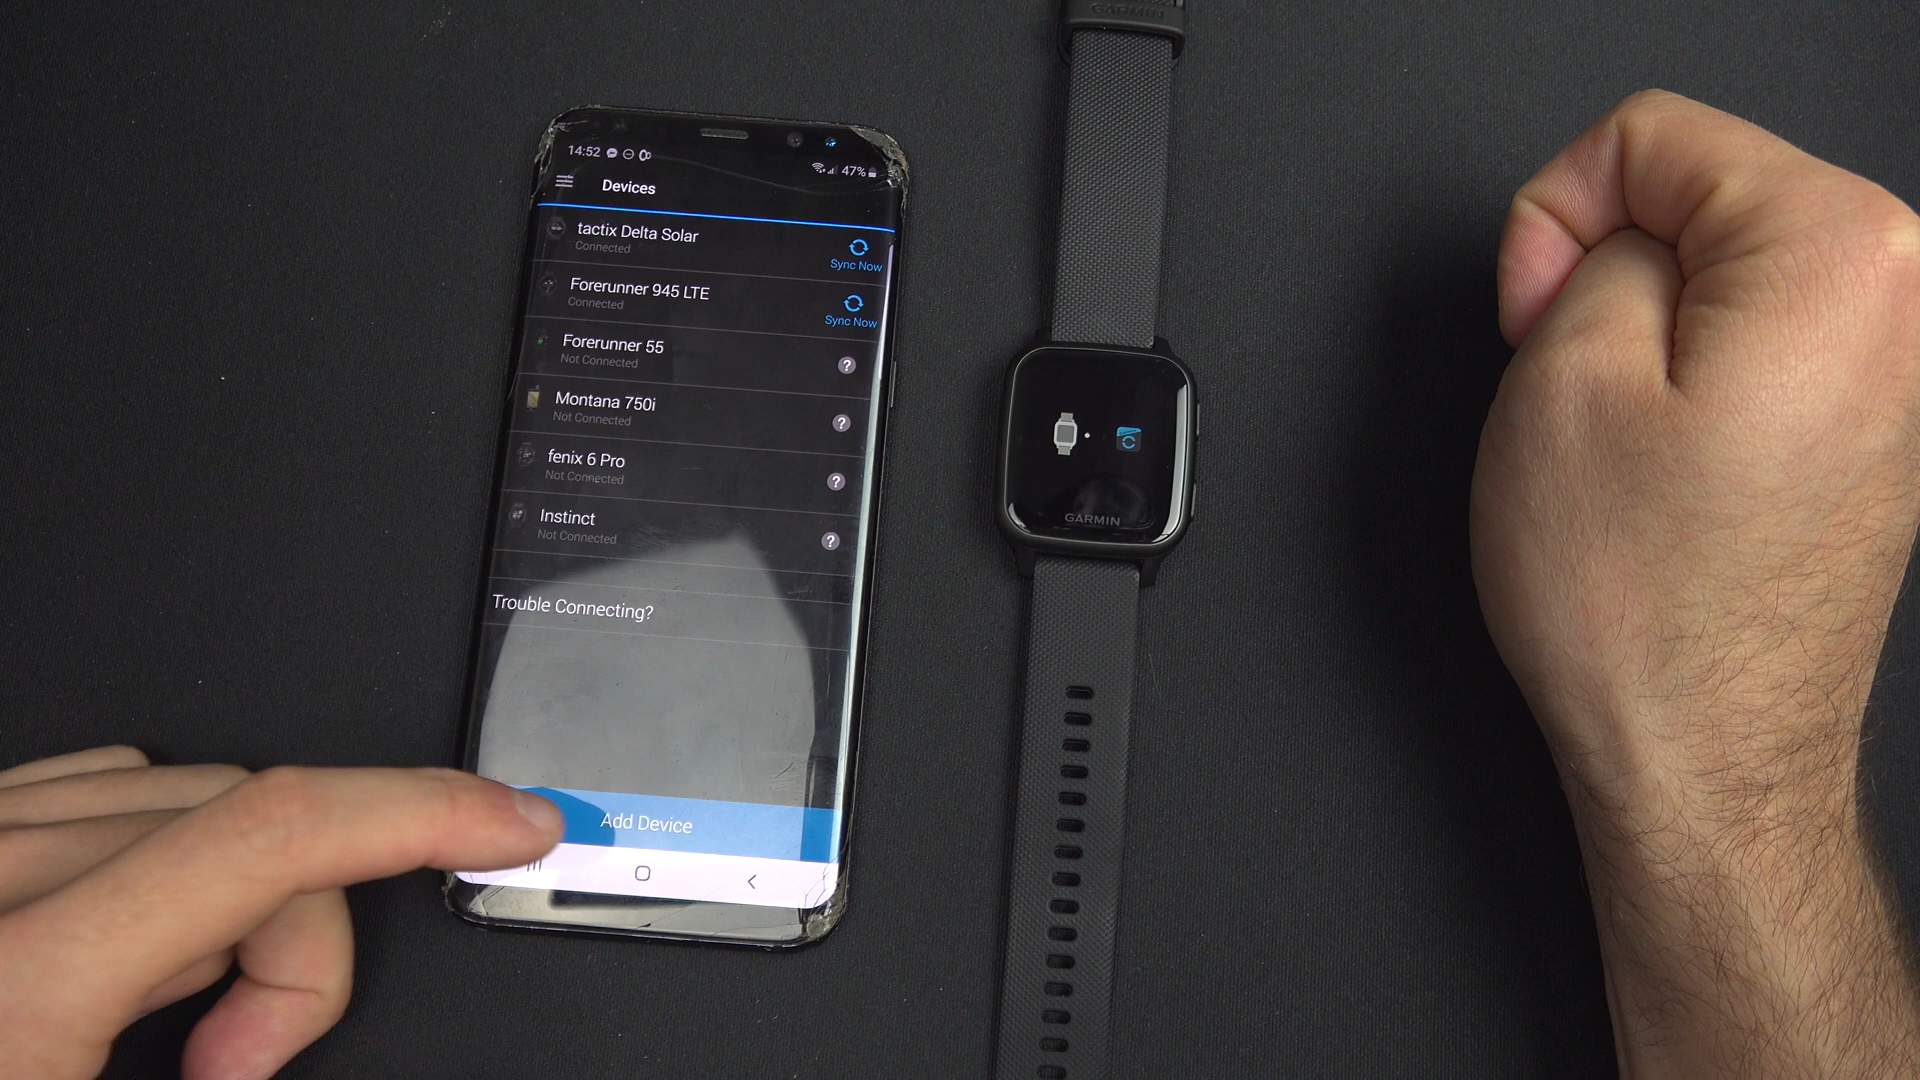 GARMIN
14:52
47%
Devices
tactix Delta Solar
Connected
Sync Now
Forerunner 945 LTE
Connected
Sync Now
Forerunner 55
Not Connected
?
Montana 750i
Not Connected
?
fenix 6 Pro
Not Connected
?
Instinct
Not Connected
?
Trouble Connecting?
Add Device
GARMIN